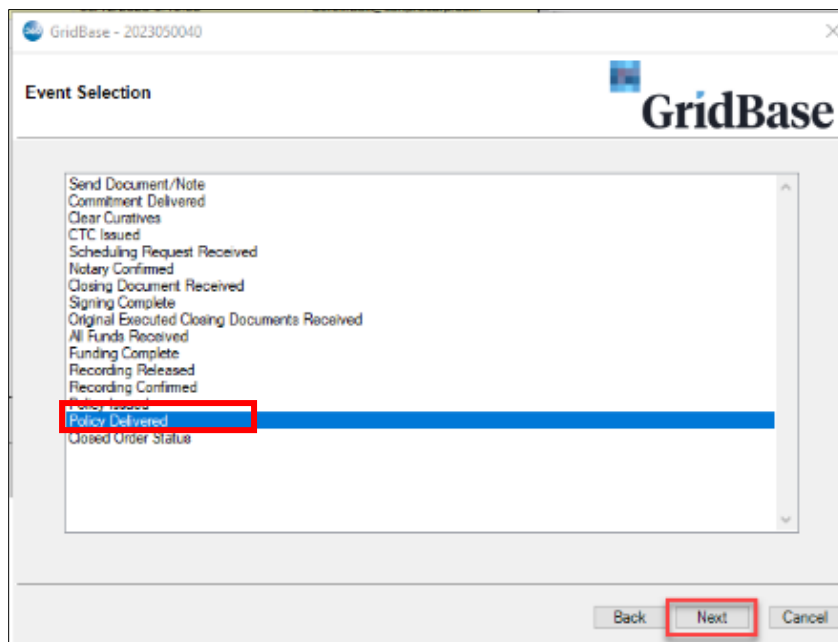 GridBase - 2023050040
Event Selection
GridBase
Send Document/Note
Commitment Delivered
Clear Curatives
CTC Issued
Scheduling Request Received
Notary Confirmed
Closing Document Received
Signing Complete
Original Executed Closing Documents Received
All Funds Received
Funding Complete
Recording Released
Recording Confirmed
Policy Issued
Policy Delivered
Closed Order Status
Back Next Cancel